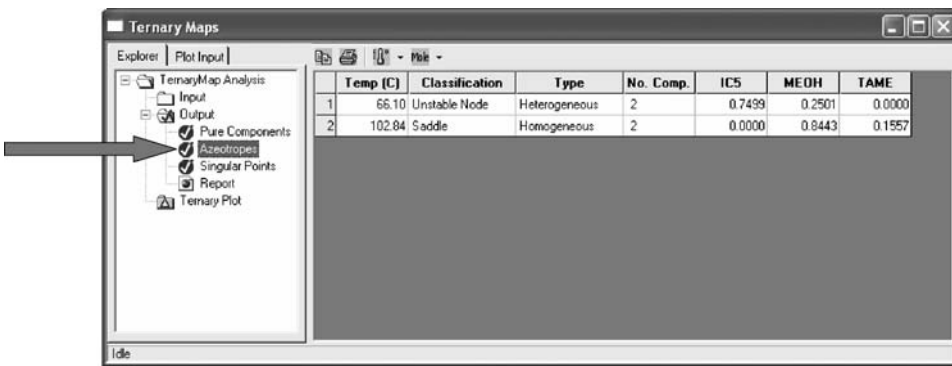 Ternary Maps
Explorer Plot Input
Mole
TernaryMap Analysis
Input
Output
Pure Components
Azeotropes
Singular Points
Report
Ternary Plot
Temp (C) Classification Type No. Comp. IC5 MEOH TAME
1 66.10 Unstable Node Heterogeneous 2 0.7499 0.2501 0.0000
2 102.84 Saddle Homogeneous 2 0.0000 0.8443 0.1557
Idle